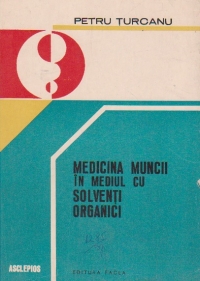 PETRU TURCANU
MEDICINA MUNCII
ÎN MEDIUL CU
SOLVENȚI
ORGANICI
ASCLEPIOS
EDITURA FACLA